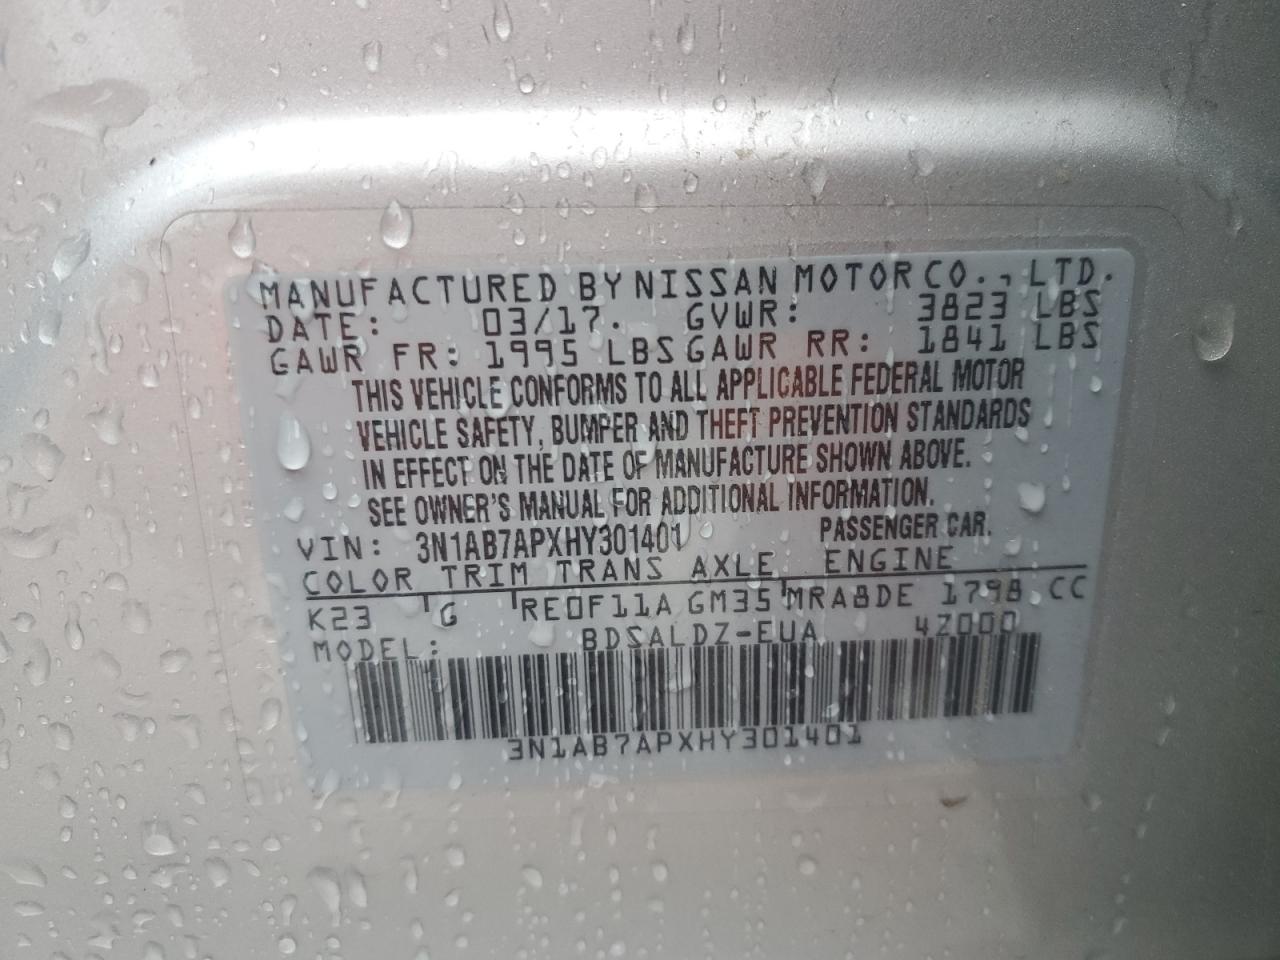 MANUFACTURED BY NISSAN MOTOR CO., LTD.
DATE: 03/17. GVWR: 3823 LBS
GAWR FR: 1995 LBS GAWR RR: 1841 LBS
THIS VEHICLE CONFORMS TO ALL APPLICABLE FEDERAL MOTOR
VEHICLE SAFETY, BUMPER AND THEFT PREVENTION STANDARDS
IN EFFECT ON THE DATE OF MANUFACTURE SHOWN ABOVE.
SEE OWNER'S MANUAL FOR ADDITIONAL INFORMATION.
VIN: 3N1AB7APXHY301401 PASSENGER CAR.
COLOR TRIM TRANS AXLE ENGINE
K23 G RE0F11A GM35 MRA8DE 1798 CC
MODEL: BDSALDZ-EUA 4Z000
3N1AB7APXHY301401